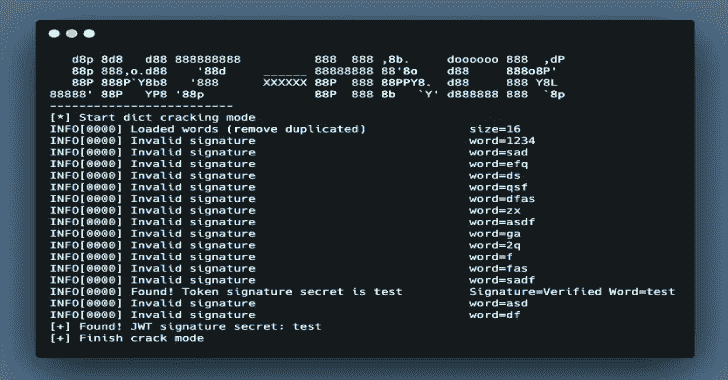 d8p 8d8   d88 888888888              888  888 ,8b.     doooooo 888  ,dP
   88p 888,o.d88    '88d     ______ 88888888 88'8o     d88     888o8P'
   88P 888P`Y8b8   '888     XXXXXX 88P  888 88PPY8.  d88     888 Y8L
88888' 88P   YP8 '88p              88P  888 8b   `Y' d888888 888  `8p
-------------------------
[*] Start dict cracking mode
INFO[0000] Loaded words (remove duplicated) size=16
INFO[0000] Invalid signature word=1234
INFO[0000] Invalid signature word=sad
INFO[0000] Invalid signature word=efq
INFO[0000] Invalid signature word=ds
INFO[0000] Invalid signature word=qsf
INFO[0000] Invalid signature word=dfas
INFO[0000] Invalid signature word=zx
INFO[0000] Invalid signature word=asdf
INFO[0000] Invalid signature word=ga
INFO[0000] Invalid signature word=2q
INFO[0000] Invalid signature word=f
INFO[0000] Invalid signature word=fas
INFO[0000] Invalid signature word=sadf
INFO[0000] Found! Token signature secret is test Signature=Verified Word=test
INFO[0000] Invalid signature word=asd
INFO[0000] Invalid signature word=df
[+] Found! JWT signature secret: test
[+] Finish crack mode